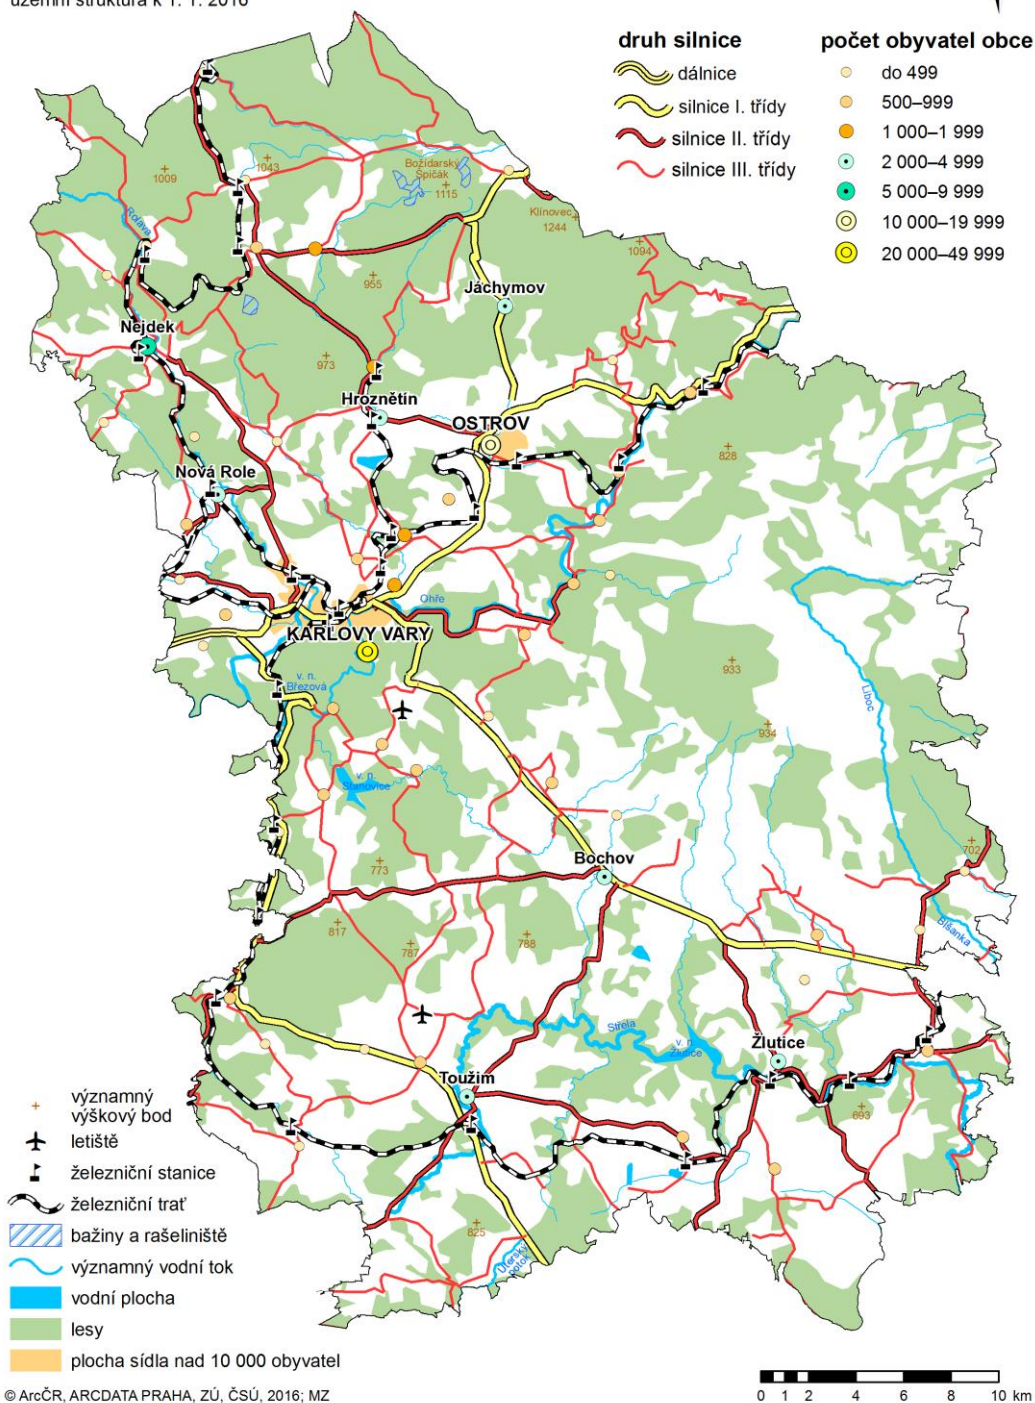 územní struktura k 1. 1. 2016
druh silnice
dálnice
silnice I. třídy
silnice II. třídy
silnice III. třídy
počet obyvatel obce
do 499
500–999
1 000–1 999
2 000–4 999
5 000–9 999
10 000–19 999
20 000–49 999
1009
1043
Božídarský
Špičák
1115
Klínovec
1244
1094
Rolava
955
Jáchymov
Nejdek
973
Hroznětín
OSTROV
828
Nová Role
Ohře
KARLOVY VARY
v. n.
Březová
933
Liboc
934
v. n.
Stanovice
702
773
Bochov
817
787
788
Blšanka
Střela
v. n.
Žlutice
Žlutice
Toužim
693
825
Úterský
potok
významný
výškový bod
letiště
železniční stanice
železniční trať
bažiny a rašeliniště
významný vodní tok
vodní plocha
lesy
plocha sídla nad 10 000 obyvatel
© ArcČR, ARCDATA PRAHA, ZÚ, ČSÚ, 2016; MZ
0 1 2 4 6 8 10 km